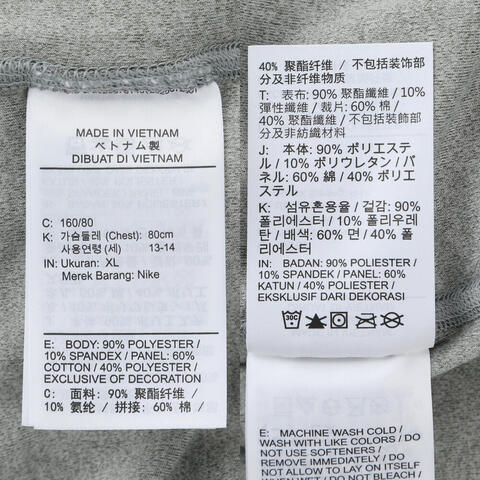 MADE IN VIETNAM
ベトナム製
DIBUAT DI VIETNAM
C: 160/80
K: 가슴둘레 (Chest): 80cm
사용연령 (세) 13-14
IN: Ukuran: XL
Merek Barang: Nike
E: BODY: 90% POLYESTER /
10% SPANDEX / PANEL: 60%
COTTON / 40% POLYESTER /
EXCLUSIVE OF DECORATION
C: 面料: 90% 聚酯纤维 /
10% 氨纶 / 拼接: 60% 棉 /
40% 聚酯纤维 / 不包括装饰部
分及非纤维物质
T: 表布: 90% 聚酯纖維 / 10%
彈性纖維 / 裁片: 60% 棉 /
40% 聚酯纖維 / 不包括裝飾部
分及非紡織材料
J: 本体: 90% ポリエステ
ル / 10% ポリウレタン / パ
ネル: 60% 綿 / 40% ポリエ
ステル
K: 섬유혼용율 / 겉감: 90%
폴리에스터 / 10% 폴리우레
탄 / 배색: 60% 면 / 40% 폴
리에스터
IN: BADAN: 90% POLIESTER /
10% SPANDEK / PANEL: 60%
KATUN / 40% POLIESTER /
EKSKLUSIF DARI DEKORASI
30C
E: MACHINE WASH COLD /
WASH WITH LIKE COLORS / DO
NOT USE SOFTENERS /
REMOVE IMMEDIATELY / DO
NOT ALLOW TO LAY ON ITSELF
WHEN WET / DO NOT